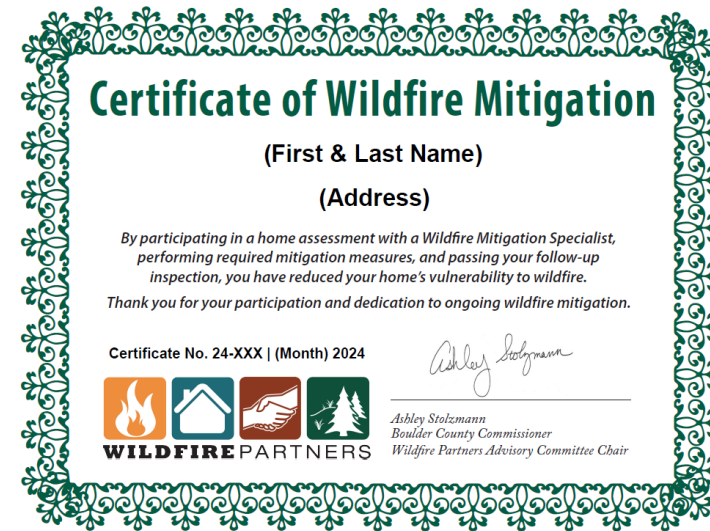 Certificate of Wildfire Mitigation
(First & Last Name)
(Address)
By participating in a home assessment with a Wildfire Mitigation Specialist,
performing required mitigation measures, and passing your follow-up
inspection, you have reduced your home's vulnerability to wildfire.
Thank you for your participation and dedication to ongoing wildfire mitigation.
Certificate No. 24-XXX | (Month) 2024
Ashley Stolzmann
WILDFIREPARTNERS
Ashley Stolzmann
Boulder County Commissioner
Wildfire Partners Advisory Committee Chair